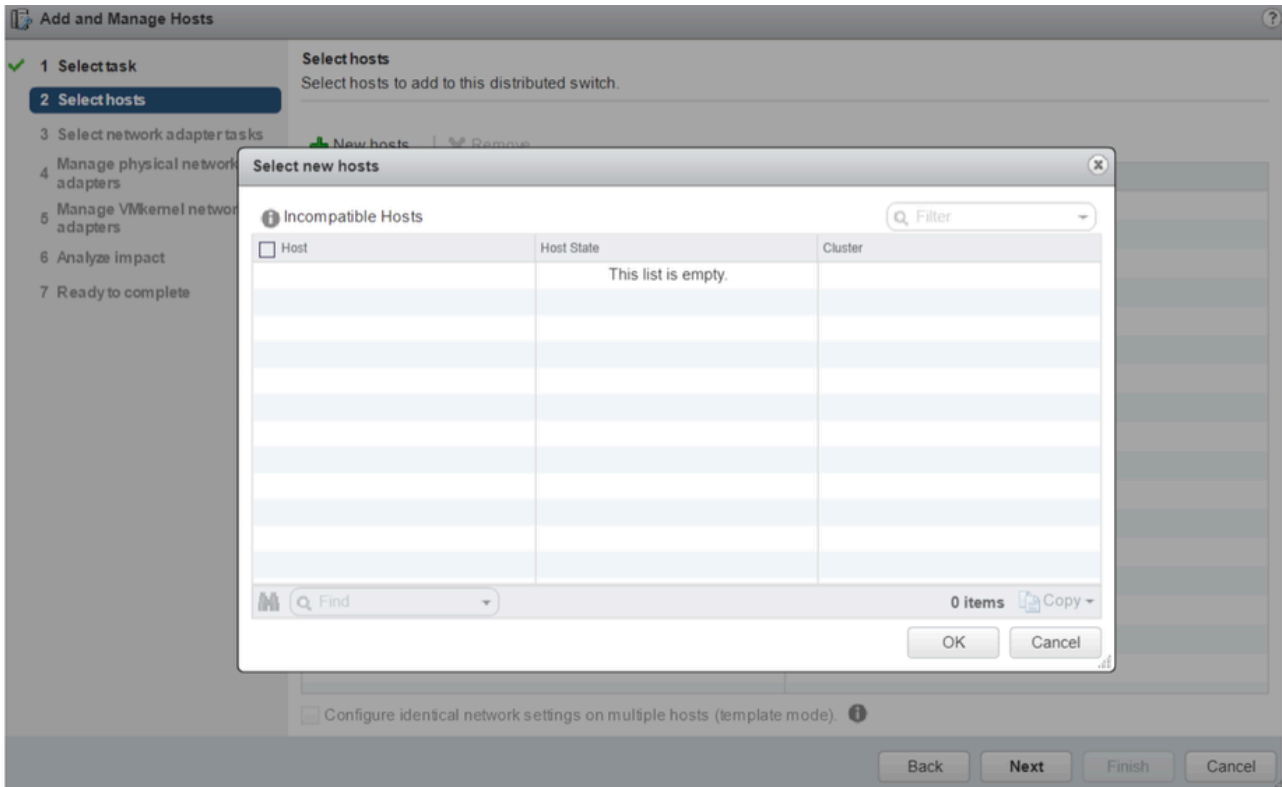 Add and Manage Hosts
?
1 Select task
2 Select hosts
3 Select network adapter tasks
4 Manage physical network
adapters
5 Manage VMkernel networ
adapters
6 Analyze impact
7 Ready to complete
Select hosts
Select hosts to add to this distributed switch.
New hosts Remove
Select new hosts
Incompatible Hosts
Filter
Host Host State Cluster
This list is empty.
Find
0 items Copy
OK Cancel
Configure identical network settings on multiple hosts (template mode).
Back Next Finish Cancel